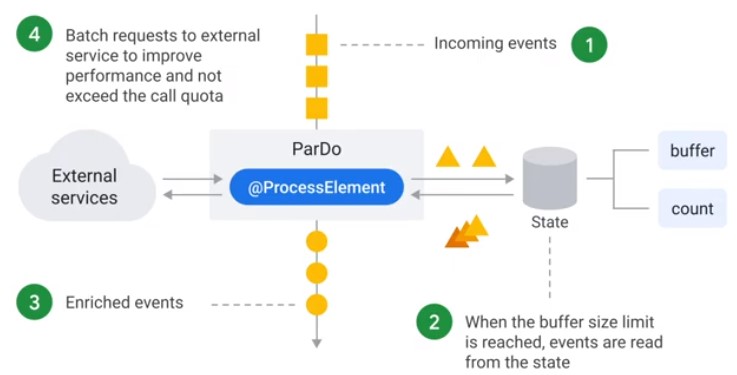 4
Batch requests to external
service to improve
performance and not
exceed the call quota
Incoming events
1
External
services
ParDo
@ProcessElement
State
buffer
count
3
Enriched events
2
When the buffer size limit
is reached, events are read
from the state